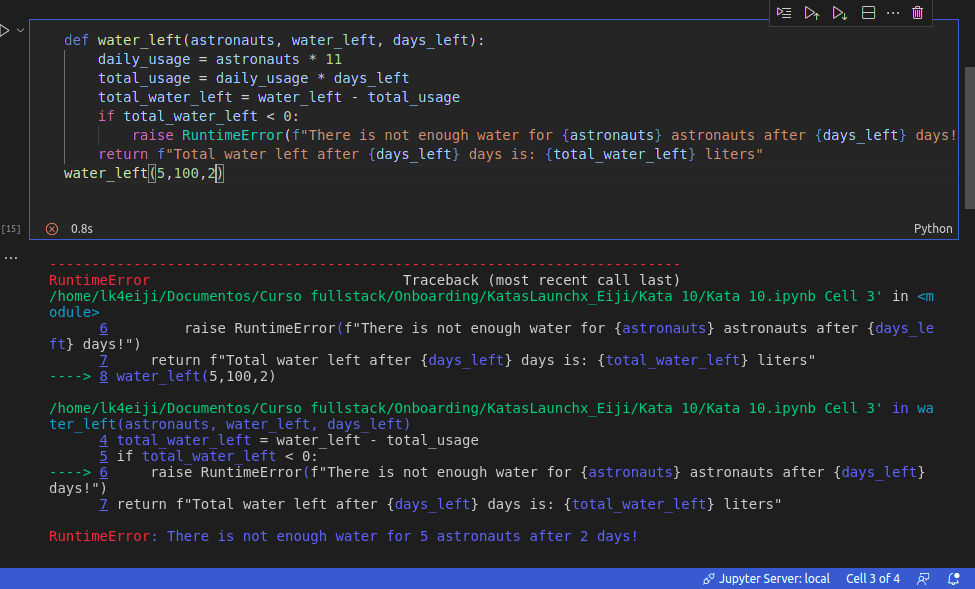 def water_left(astronauts, water_left, days_left):
    daily_usage = astronauts * 11
    total_usage = daily_usage * days_left
    total_water_left = water_left - total_usage
    if total_water_left < 0:
        raise RuntimeError(f"There is not enough water for {astronauts} astronauts after {days_left} days!
    return f"Total water left after {days_left} days is: {total_water_left} liters"
water_left(5,100,2)
[15]
0.8s
Python
...
---------------------------------------------------------------------------
RuntimeError                              Traceback (most recent call last)
/home/lk4eiji/Documentos/Curso fullstack/Onboarding/KatasLaunchx_Eiji/Kata 10/Kata 10.ipynb Cell 3' in <m
odule>
      6         raise RuntimeError(f"There is not enough water for {astronauts} astronauts after {days_le
ft} days!")
      7     return f"Total water left after {days_left} days is: {total_water_left} liters"
----> 8 water_left(5,100,2)
/home/lk4eiji/Documentos/Curso fullstack/Onboarding/KatasLaunchx_Eiji/Kata 10/Kata 10.ipynb Cell 3' in wa
ter_left(astronauts, water_left, days_left)
      4 total_water_left = water_left - total_usage
      5 if total_water_left < 0:
----> 6     raise RuntimeError(f"There is not enough water for {astronauts} astronauts after {days_left}
days!")
      7 return f"Total water left after {days_left} days is: {total_water_left} liters"
RuntimeError: There is not enough water for 5 astronauts after 2 days!
Jupyter Server: local
Cell 3 of 4